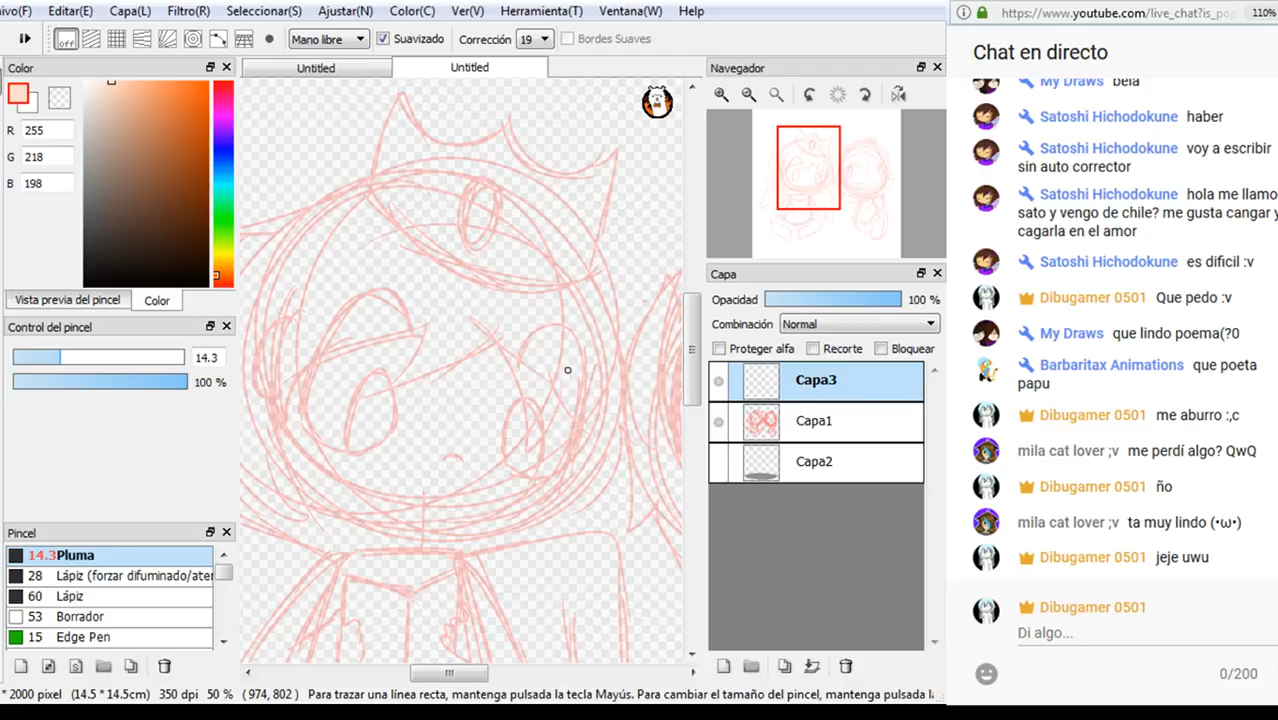 ivo(F) Editar(E) Capa(L) Filtro(R) Seleccionar(S) Ajustar(N) Color(C) Ver(V) Herramienta(T) Ventana(W) Help
off Mano libre Suavizado Corrección 19 Bordes Suaves
Color
R 255
G 218
B 198
Vista previa del pincel Color
Control del pincel
14.3
100 %
Pincel
14.3 Pluma
28 Lápiz (forzar difuminado/ater
60 Lápiz
53 Borrador
15 Edge Pen
Untitled Untitled
Navegador
Capa
Opacidad 100 %
Combinación Normal
Proteger alfa Recorte Bloquear
Capa3
Capa1
Capa2
* 2000 pixel (14.5 * 14.5cm) 350 dpi 50 % (974, 802) Para trazar una línea recta, mantenga pulsada la tecla Mayús. Para cambiar el tamaño del pincel, mantenga pulsada la
https://www.youtube.com/live_chat?is_pop 110%
Chat en directo
My Draws bela
Satoshi Hichodokune haber
Satoshi Hichodokune voy a escribir
sin auto corrector
Satoshi Hichodokune hola me llamo
sato y vengo de chile? me gusta cangar y
cagarla en el amor
Satoshi Hichodokune es dificil :v
Dibugamer 0501 Que pedo :v
My Draws que lindo poema(?0
Barbaritax Animations que poeta
papu
Dibugamer 0501 me aburro :,c
mila cat lover ;v me perdí algo? QwQ
Dibugamer 0501 ño
mila cat lover ;v ta muy lindo (•ω•)
Dibugamer 0501 jeje uwu
Dibugamer 0501
Di algo...
0/200